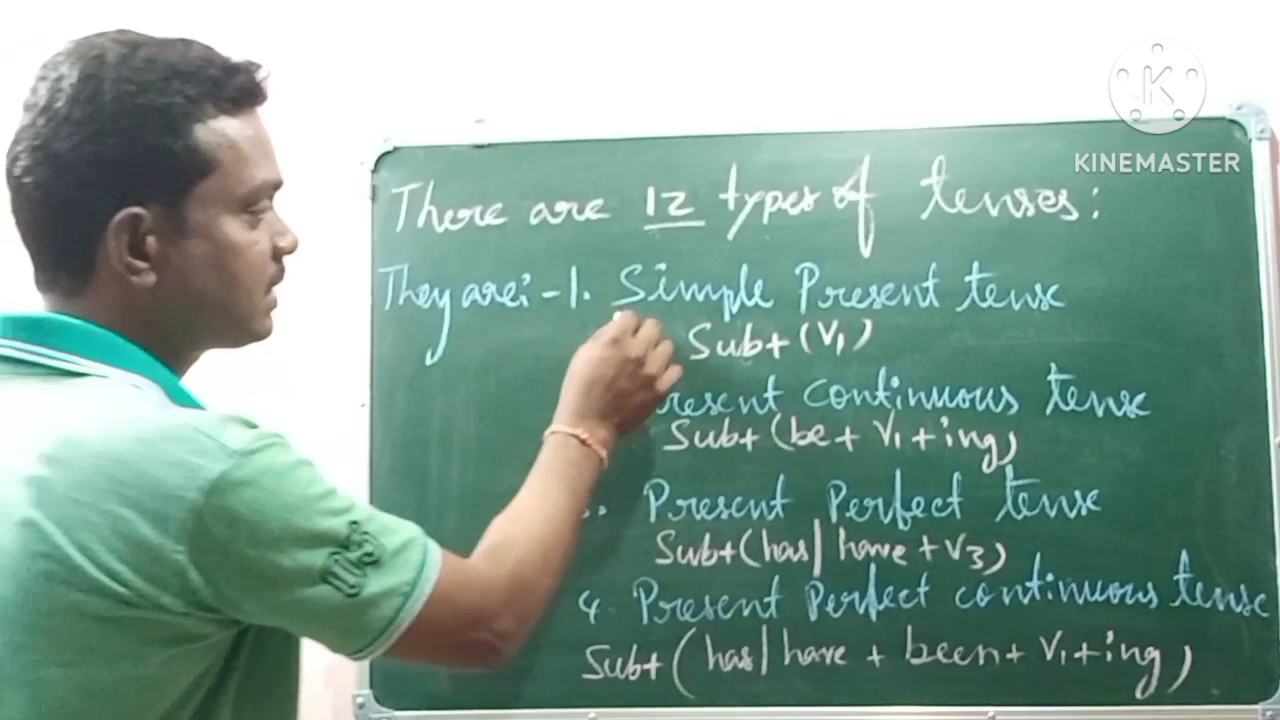 KINEMASTER
There are 12 types of tenses:
They are:- 1. Simple Present tense
Sub+(V1)
Present continuous tense
Sub+(be+ V1+ing)
Present Perfect tense
Sub+(has| have +V3)
4. Present Perfect continuous tense
Sub+(has|have + been+ V1+ing)